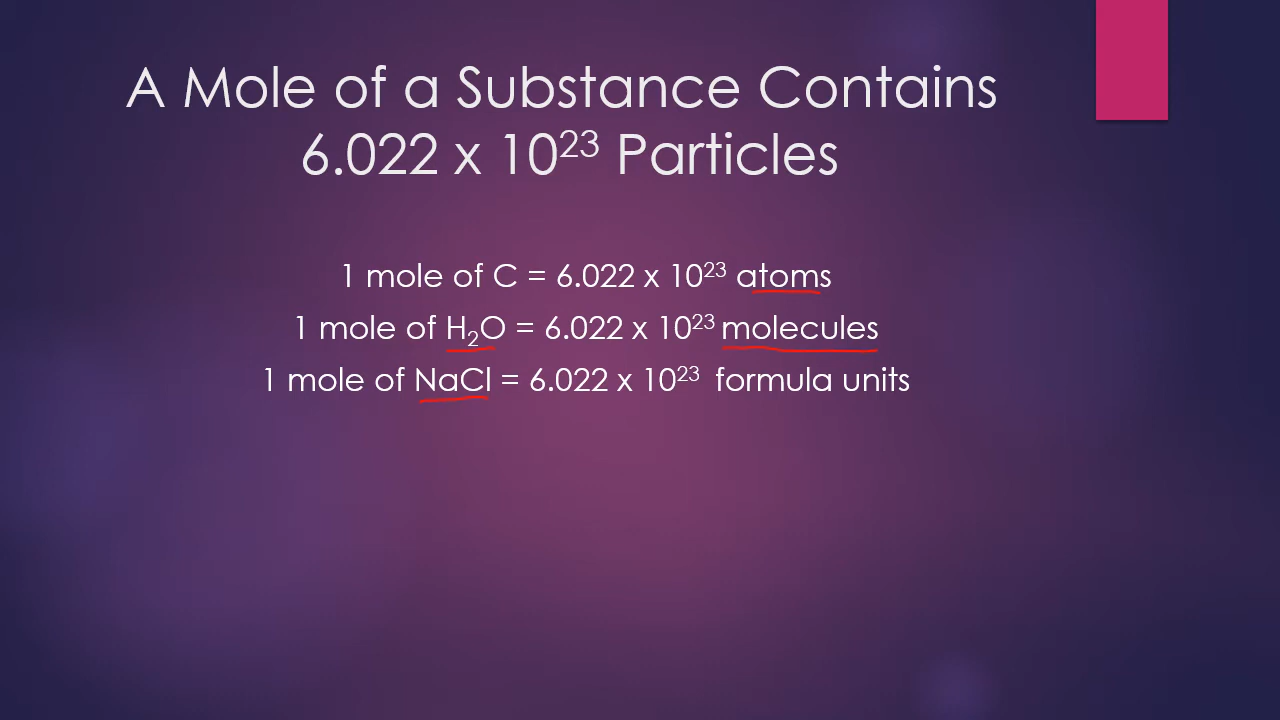 A Mole of a Substance Contains
6.022 x 10²³ Particles
1 mole of C = 6.022 x 10²³ atoms
1 mole of H₂O = 6.022 x 10²³ molecules
1 mole of NaCl = 6.022 x 10²³ formula units